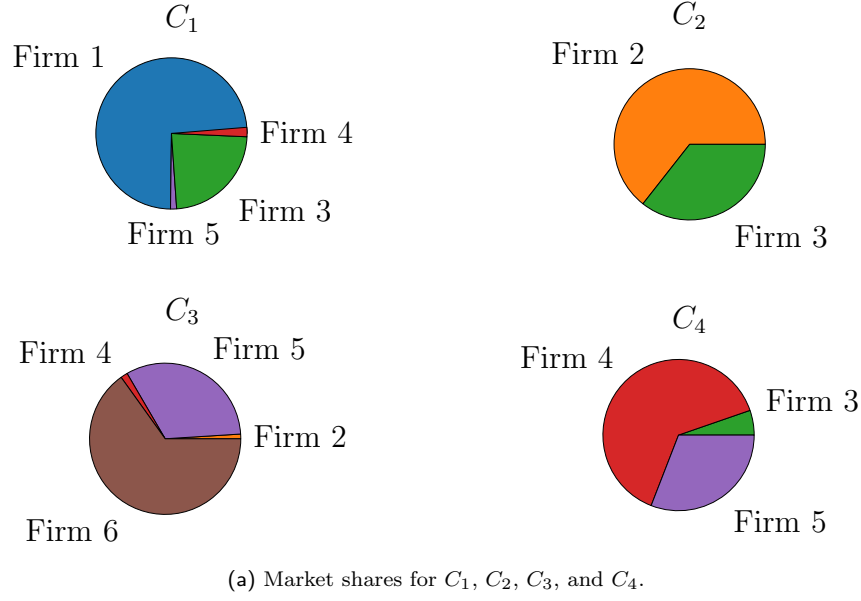 C₁
Firm 1
Firm 4
Firm 3
Firm 5
C₂
Firm 2
Firm 3
C₃
Firm 4
Firm 5
Firm 2
Firm 6
C₄
Firm 4
Firm 3
Firm 5
(a) Market shares for C₁, C₂, C₃, and C₄.